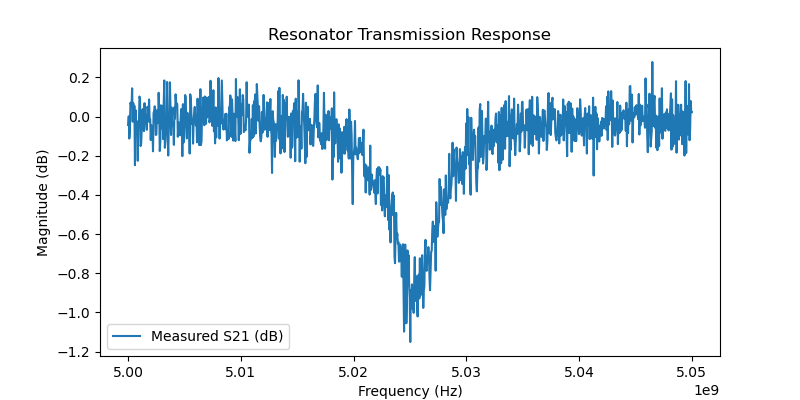 Resonator Transmission Response
Magnitude (dB)
0.2
0.0
−0.2
−0.4
−0.6
−0.8
−1.0
−1.2
Measured S21 (dB)
5.00 5.01 5.02 5.03 5.04 5.05
1e9
Frequency (Hz)